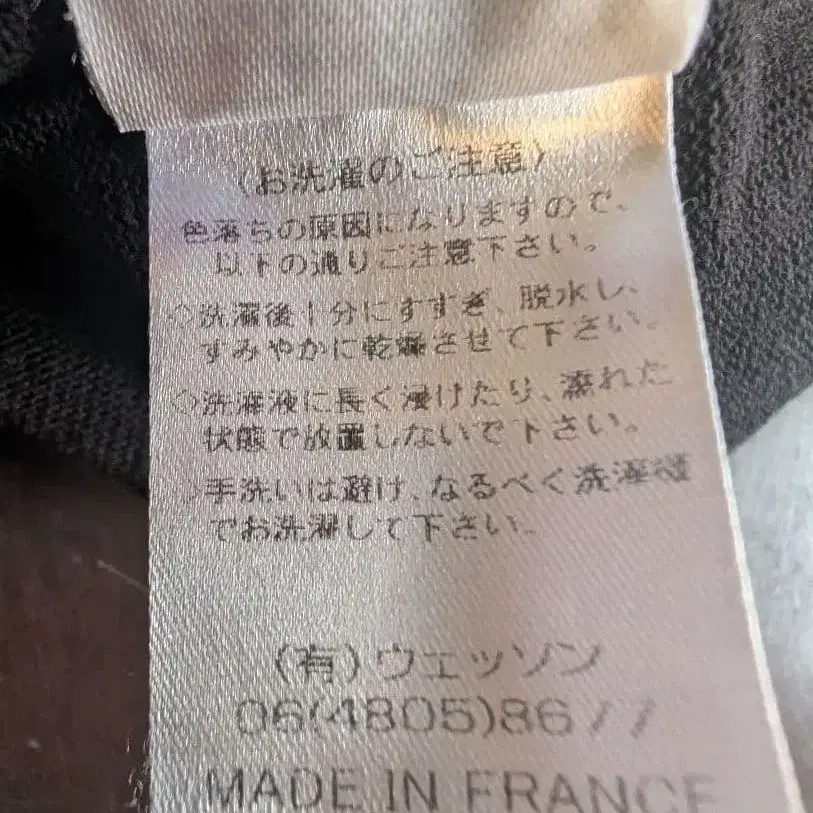 （お洗濯のご注意）
色落ちの原因になりますので、
以下の通りご注意下さい。
◇洗濯後十分にすすぎ、脱水し、
すみやかに乾燥させて下さい。
◇洗濯液に長く浸けたり、濡れた
状態で放置しないで下さい。
◇手洗いは避け、なるべく洗濯機
でお洗濯して下さい。
（有）ウェッソン
06(4805)8677
MADE IN FRANCE